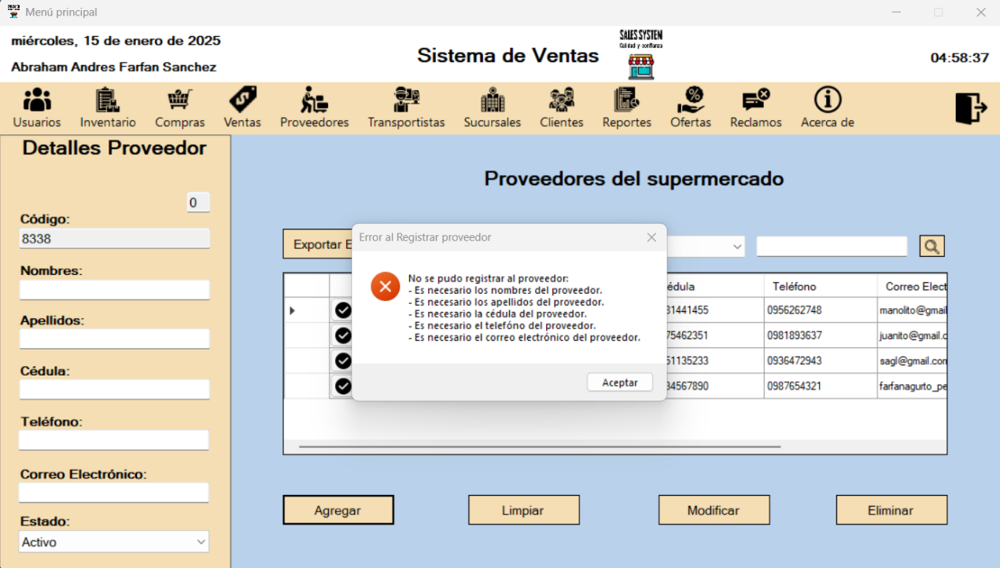 Menú principal
miércoles, 15 de enero de 2025
Abraham Andres Farfan Sanchez
Sistema de Ventas
SALES SYSTEM
Calidad y confianza
04:58:37
Usuarios
Inventario
Compras
Ventas
Proveedores
Transportistas
Sucursales
Clientes
Reportes
Ofertas
Reclamos
Acerca de
Detalles Proveedor
0
Código:
8338
Nombres:
Apellidos:
Cédula:
Teléfono:
Correo Electrónico:
Estado:
Activo
Proveedores del supermercado
Exportar E
Error al Registrar proveedor
No se pudo registrar al proveedor:
- Es necesario los nombres del proveedor.
- Es necesario los apellidos del proveedor.
- Es necesario la cédula del proveedor.
- Es necesario el telefóno del proveedor.
- Es necesario el correo electrónico del proveedor.
Aceptar
édula Teléfono Correo Elect
31441455 0956262748 manolito@gmail
75462351 0981893637 juanito@gmail.c
51135233 0936472943 sagl@gmail.con
34567890 0987654321 farfanagurto_pe
Agregar
Limpiar
Modificar
Eliminar